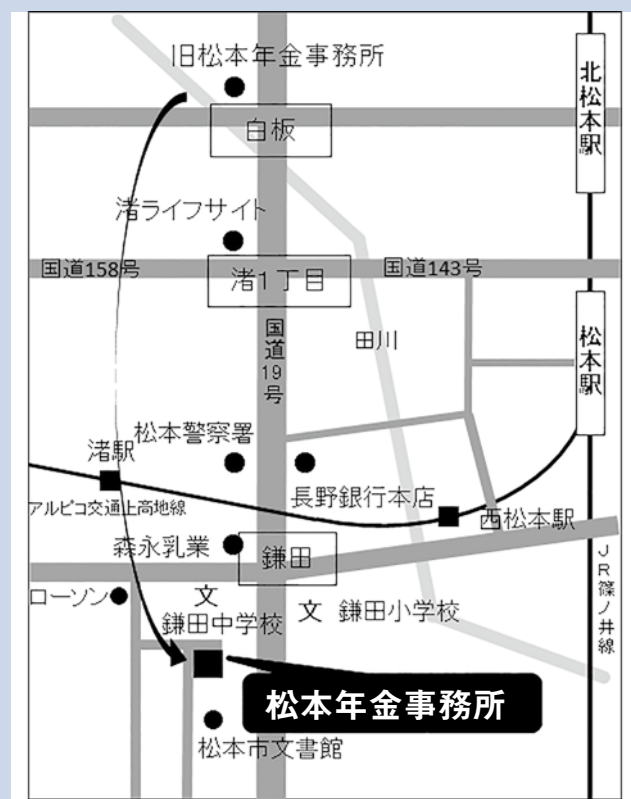 旧松本年金事務所
白板
北松本駅
渚ライフサイト
国道158号
渚1丁目
国道143号
国道19号
田川
松本駅
松本警察署
渚駅
長野銀行本店
アルピコ交通上高地線
西松本駅
森永乳業
鎌田
JR篠ノ井線
ローソン
文
鎌田中学校
文
鎌田小学校
松本年金事務所
松本市文書館